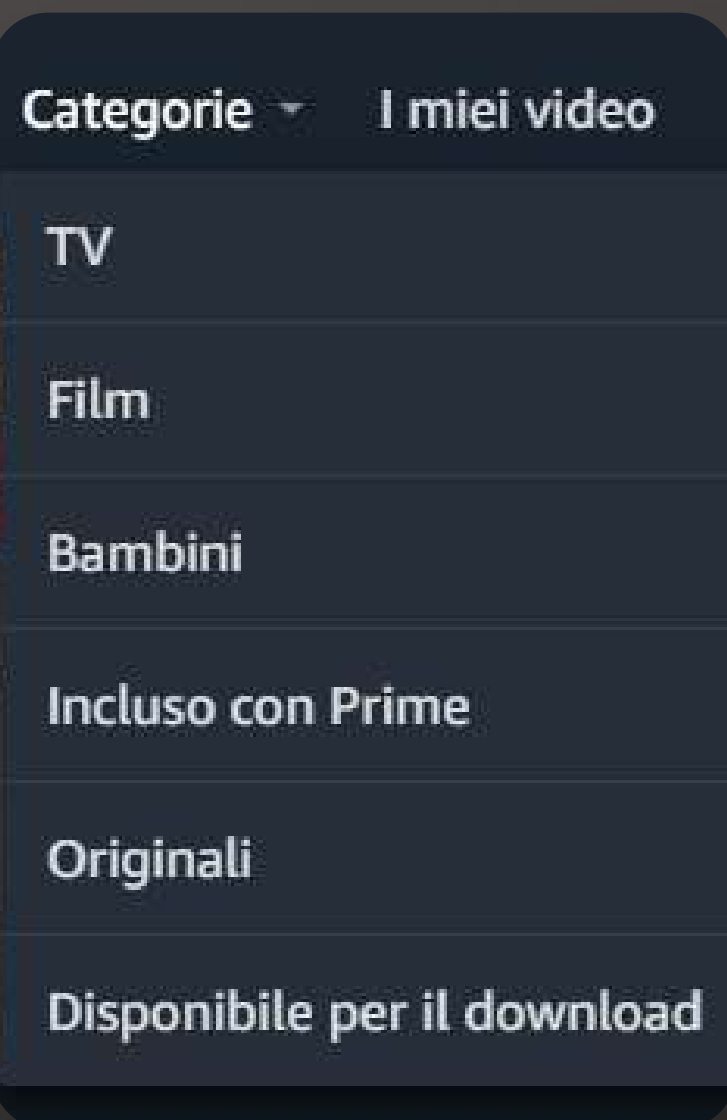 Categorie I miei video
TV
Film
Bambini
Incluso con Prime
Originali
Disponibile per il download